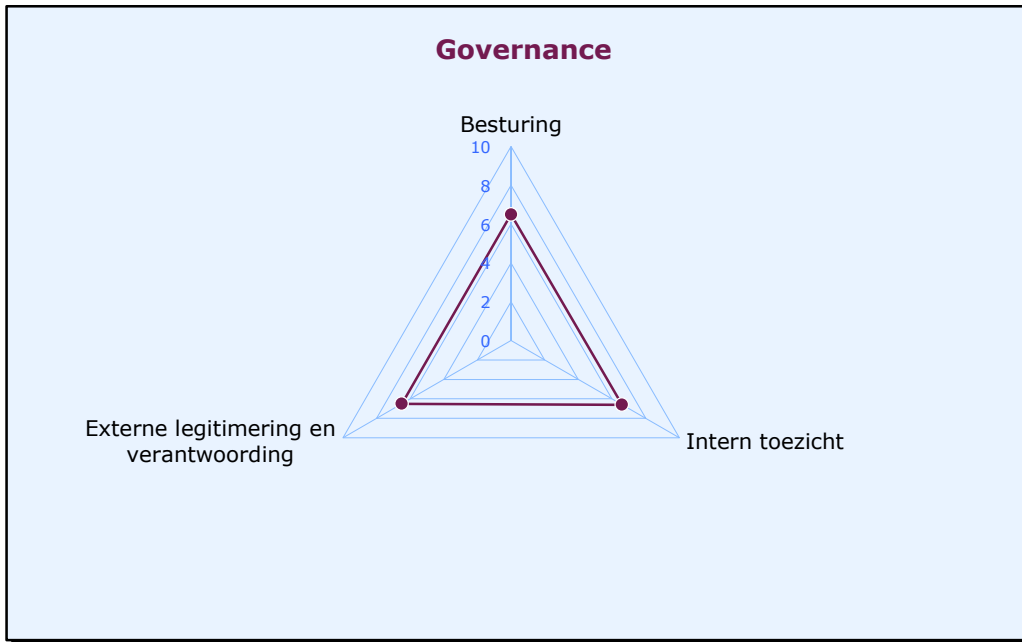 Governance
Besturing
10
8
6
4
2
0
Externe legitimering en
verantwoording
Intern toezicht